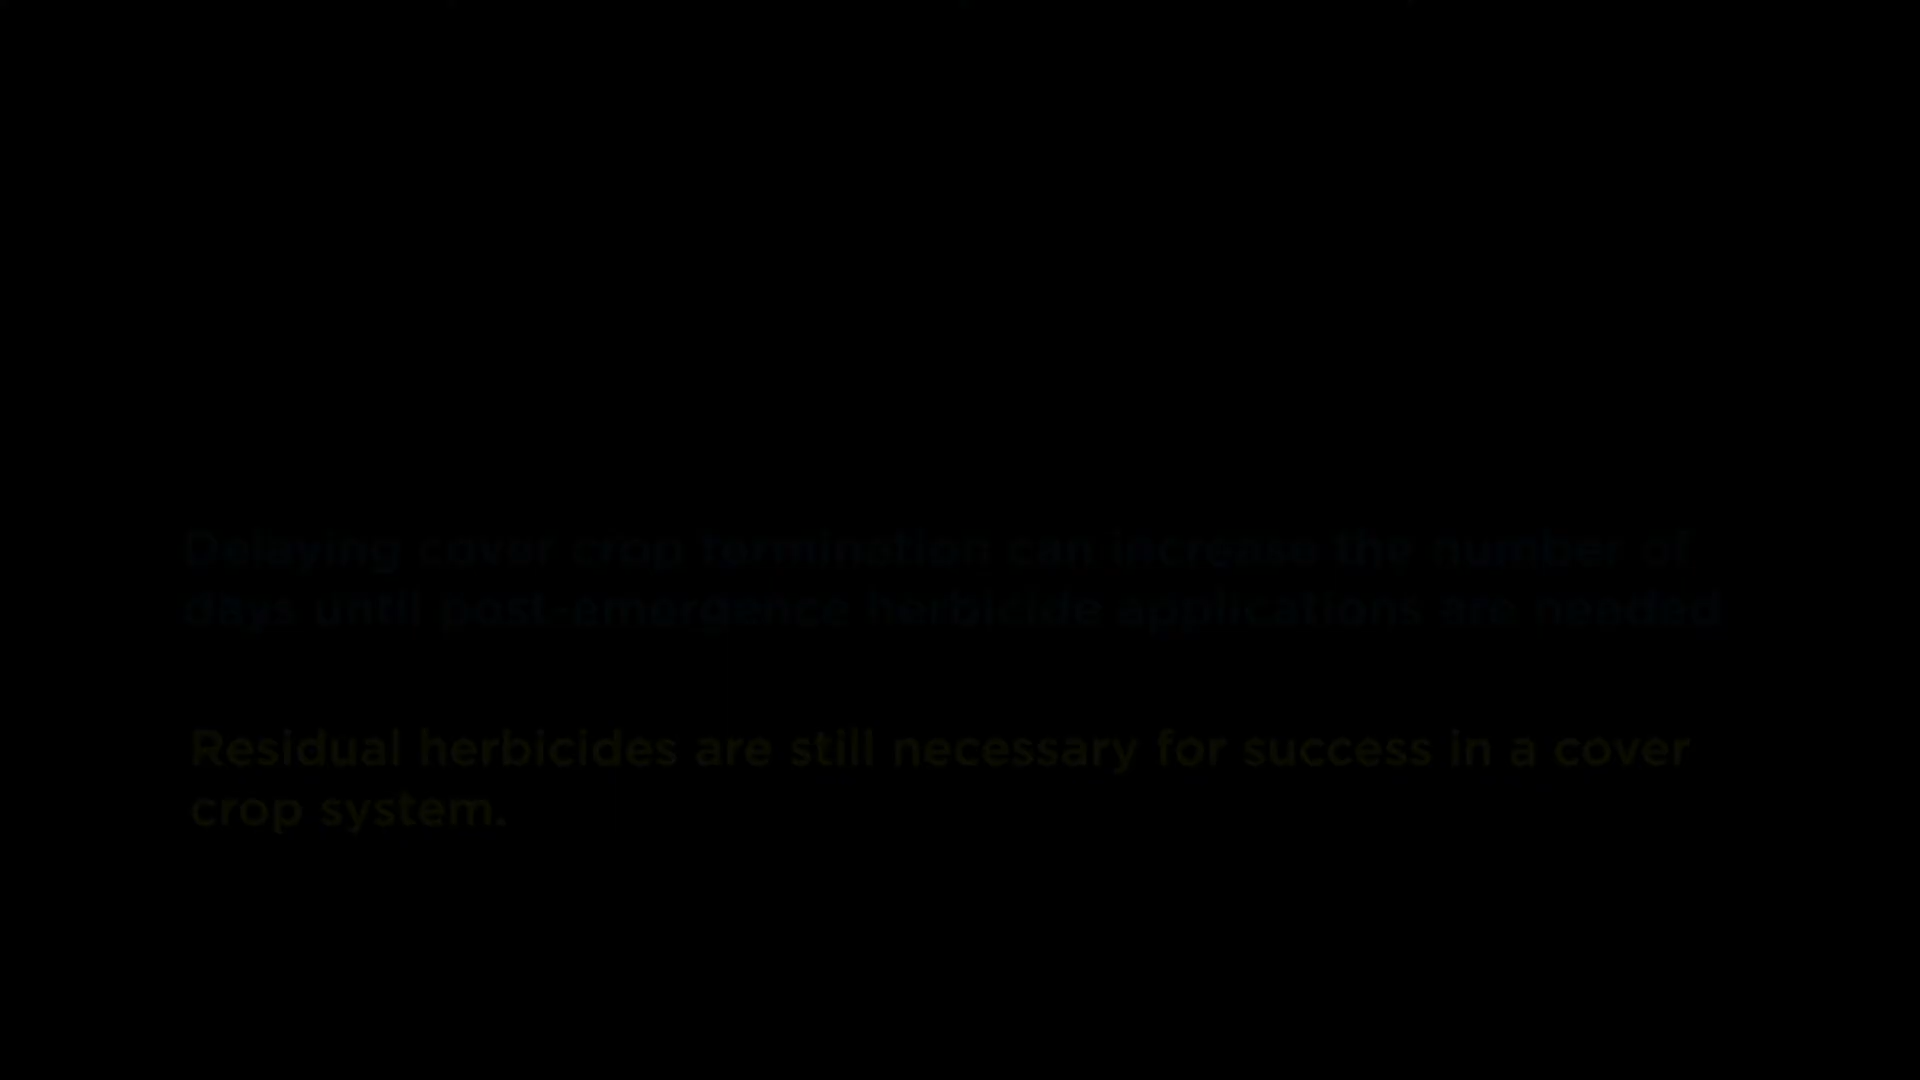 Delaying cover crop termination can increase the number of
days until post-emergence herbicide applications are needed
Residual herbicides are still necessary for success in a cover
crop system.